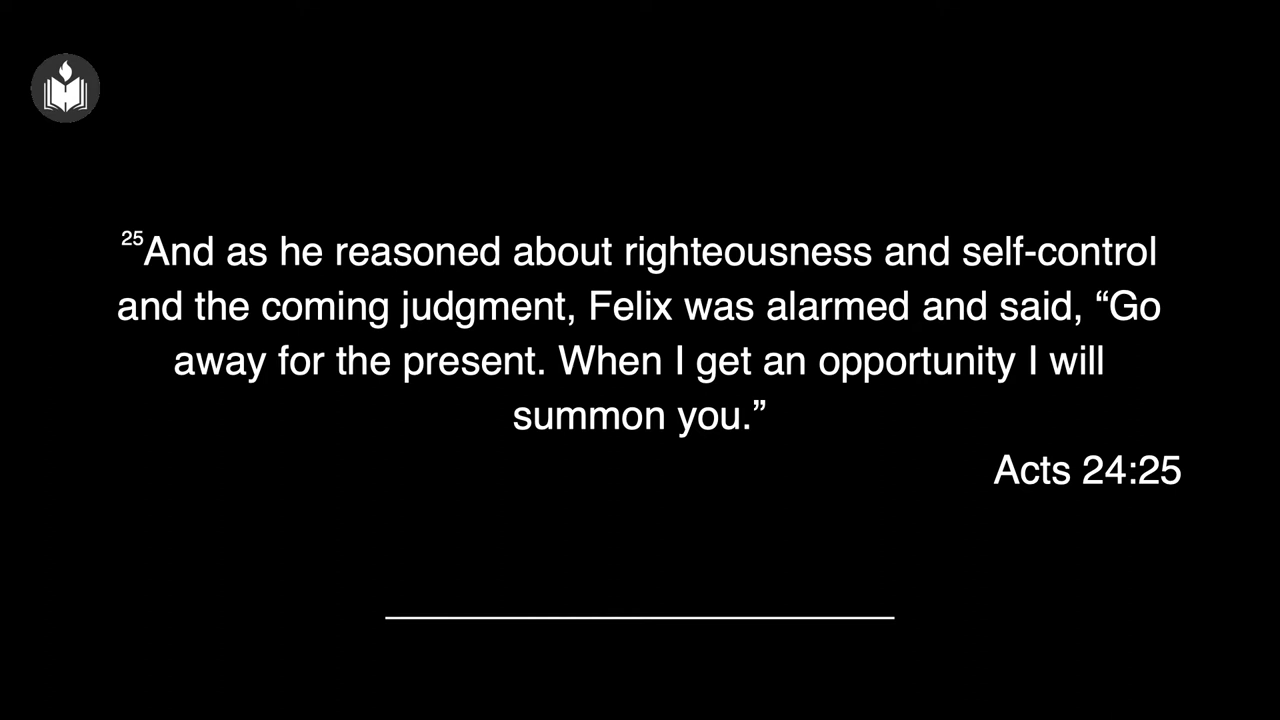 25And as he reasoned about righteousness and self-control
and the coming judgment, Felix was alarmed and said, “Go
away for the present. When I get an opportunity I will
summon you.”
Acts 24:25